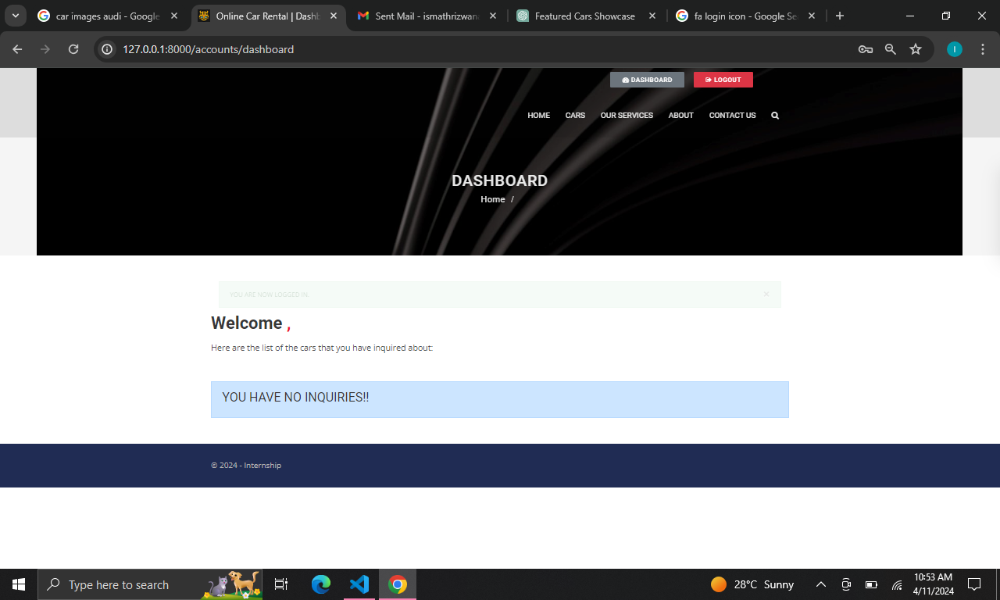 car images audi - Google
Online Car Rental | Dashb
Sent Mail - ismathrizwan
Featured Cars Showcase
fa login icon - Google Se
127.0.0.1:8000/accounts/dashboard
I
DASHBOARD
LOGOUT
HOME
CARS
OUR SERVICES
ABOUT
CONTACT US
DASHBOARD
Home /
YOU ARE NOW LOGGED IN.
×
Welcome ,
Here are the list of the cars that you have inquired about:
YOU HAVE NO INQUIRIES!!
© 2024 - Internship
Type here to search
28°C Sunny
10:53 AM
4/11/2024